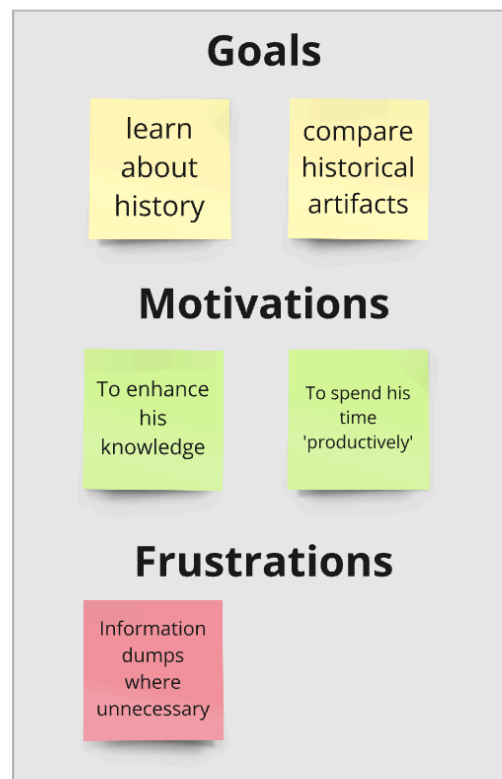 Goals
learn
about
history
compare
historical
artifacts
Motivations
To enhance
his
knowledge
To spend his
time
'productively'
Frustrations
Information
dumps
where
unnecessary